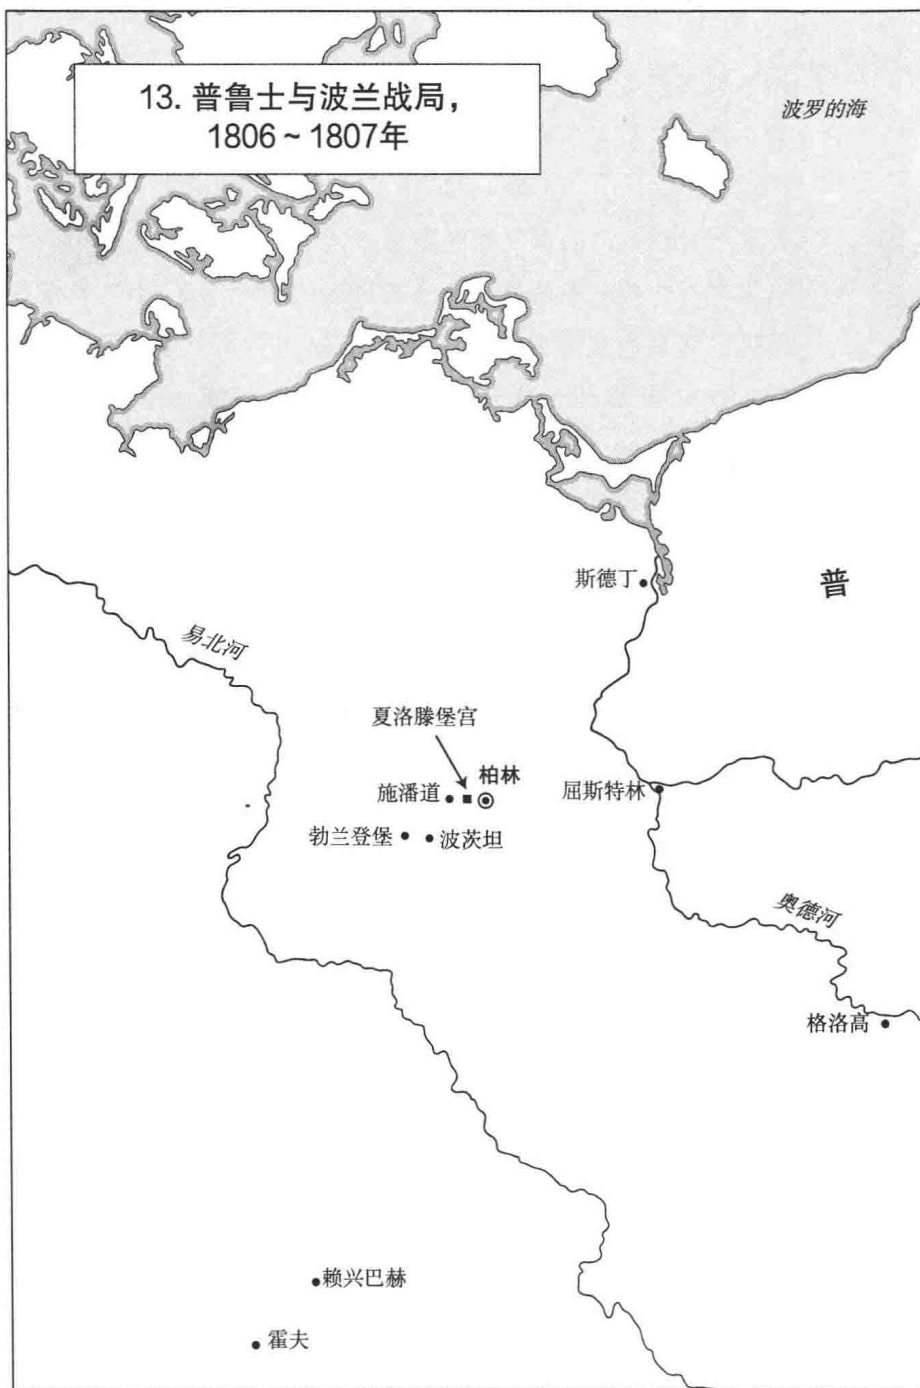 13. 普鲁士与波兰战局，
1806～1807年
波罗的海
斯德丁
普
易北河
夏洛滕堡宫
柏林
施潘道
屈斯特林
勃兰登堡
波茨坦
奥德河
格洛高
赖兴巴赫
霍夫